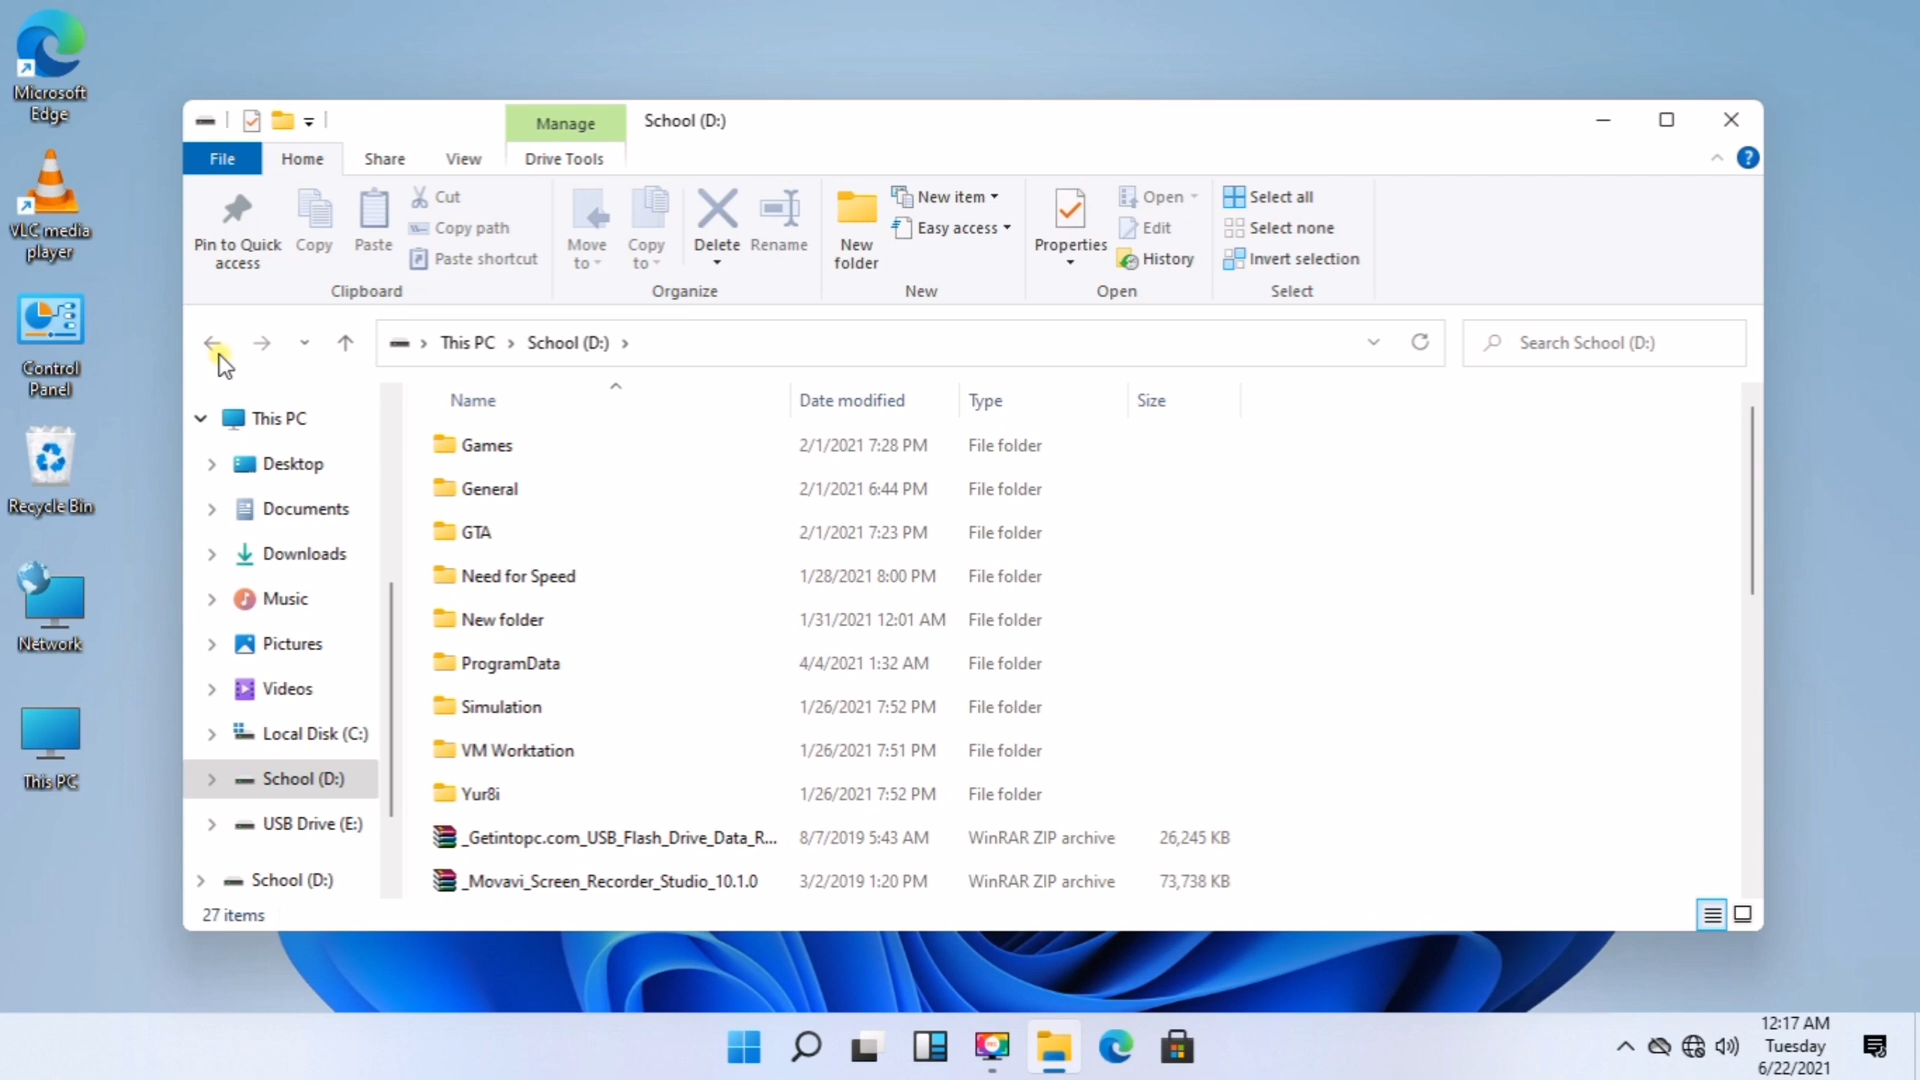 Microsoft
Edge
VLC media
player
Control
Panel
Recycle Bin
Network
This PC
Manage
School (D:)
File
Home
Share
View
Drive Tools
?
Pin to Quick
access
Copy
Paste
Cut
Copy path
Paste shortcut
Clipboard
Move
to
Copy
to
Delete
Rename
Organize
New
folder
New item
Easy access
New
Properties
Open
Edit
History
Open
Select all
Select none
Invert selection
Select
This PC
School (D:)
Search School (D:)
This PC
Desktop
Documents
Downloads
Music
Pictures
Videos
Local Disk (C:)
School (D:)
USB Drive (E:)
School (D:)
Name Date modified Type Size
Games 2/1/2021 7:28 PM File folder
General 2/1/2021 6:44 PM File folder
GTA 2/1/2021 7:23 PM File folder
Need for Speed 1/28/2021 8:00 PM File folder
New folder 1/31/2021 12:01 AM File folder
ProgramData 4/4/2021 1:32 AM File folder
Simulation 1/26/2021 7:52 PM File folder
VM Worktation 1/26/2021 7:51 PM File folder
Yur8i 1/26/2021 7:52 PM File folder
_Getintopc.com_USB_Flash_Drive_Data_R... 8/7/2019 5:43 AM WinRAR ZIP archive 26,245 KB
_Movavi_Screen_Recorder_Studio_10.1.0 3/2/2019 1:20 PM WinRAR ZIP archive 73,738 KB
27 items
12:17 AM
Tuesday
6/22/2021